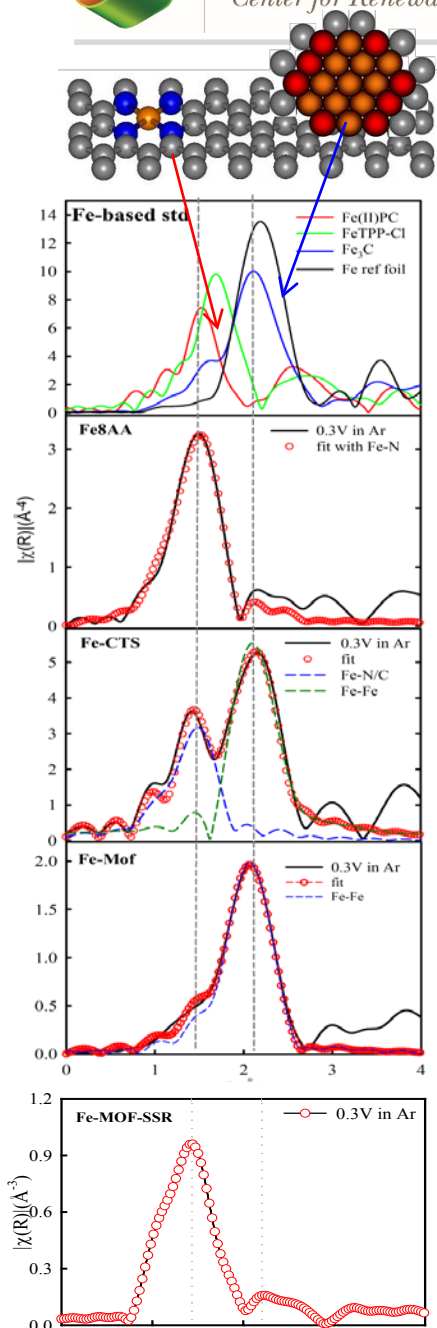 Center for Renewa
Fe-based std
14
12
10
8
6
4
2
0
Fe(II)PC
FeTPP-Cl
Fe₃C
Fe ref foil
Fe8AA
3
2
1
0
0.3V in Ar
fit with Fe-N
|χ(R)|(Å⁻⁴)
Fe-CTS
5
4
3
2
1
0
0.3V in Ar
fit
Fe-N/C
Fe-Fe
Fe-Mof
2.0
1.5
1.0
0.5
0.0
0.3V in Ar
fit
Fe-Fe
0 1 2 3 4
Fe-MOF-SSR
1.2
0.9
0.6
0.3
0.0
0.3V in Ar
|χ(R)|(Å⁻³)